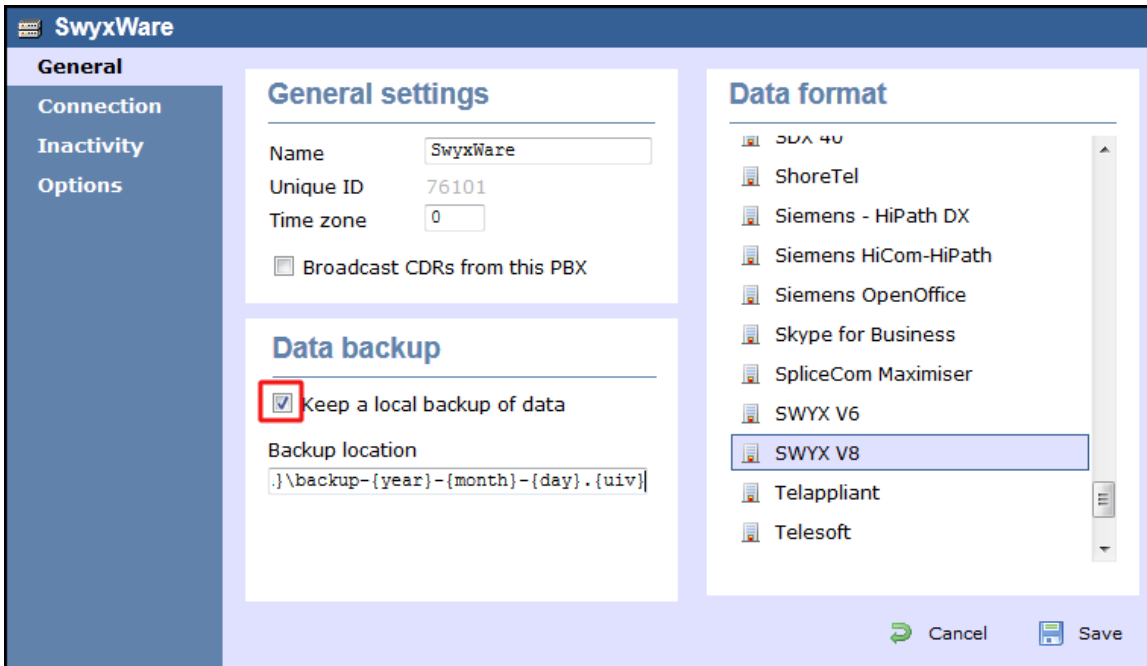 SwyxWare
General
Connection
Inactivity
Options
General settings
Name SwyxWare
Unique ID 76101
Time zone 0
Broadcast CDRs from this PBX
Data backup
Keep a local backup of data
Backup location
.}\backup-{year}-{month}-{day}.{uiv}
Data format
SDX 40
ShoreTel
Siemens - HiPath DX
Siemens HiCom-HiPath
Siemens OpenOffice
Skype for Business
SpliceCom Maximiser
SWYX V6
SWYX V8
Telappliant
Telesoft
Cancel
Save